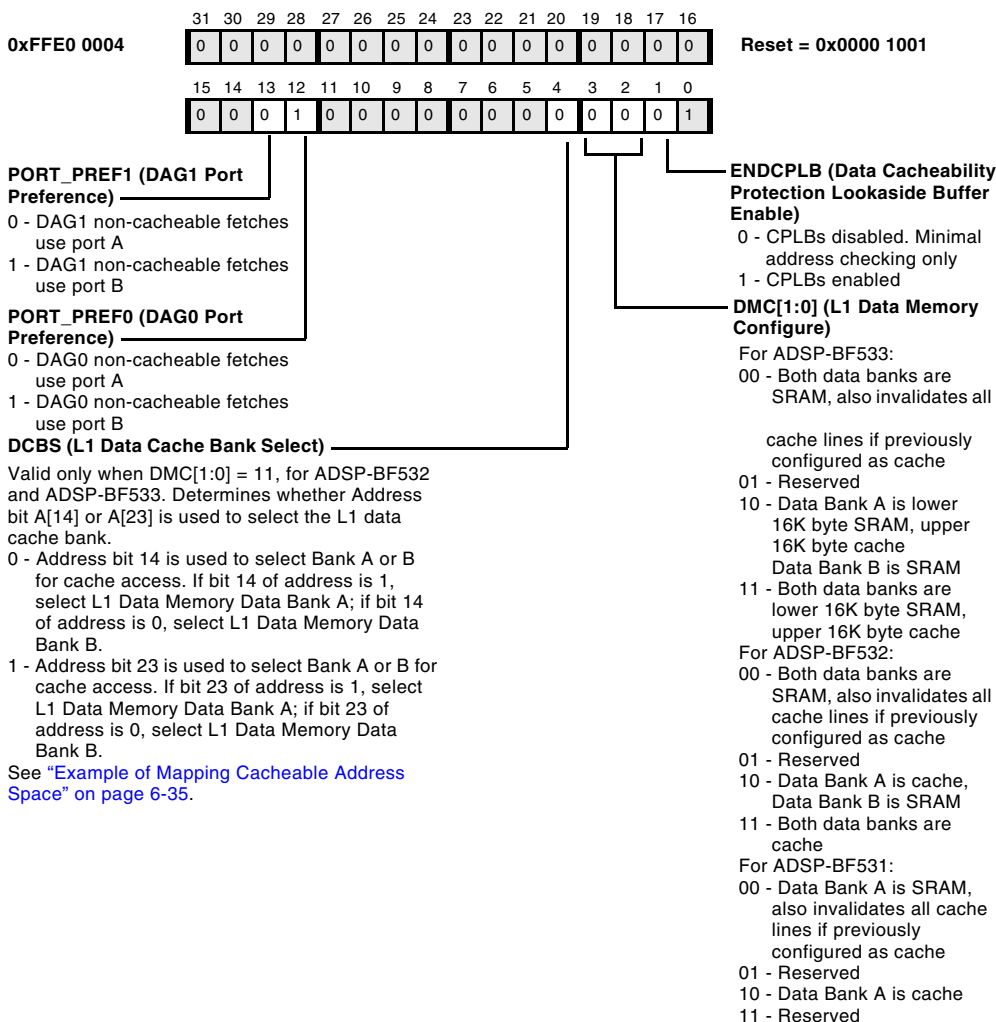 31 30 29 28 27 26 25 24 23 22 21 20 19 18 17 16
0xFFE0 0004
0 0 0 0 0 0 0 0 0 0 0 0 0 0 0 0
Reset = 0x0000 1001
15 14 13 12 11 10 9 8 7 6 5 4 3 2 1 0
0 0 0 1 0 0 0 0 0 0 0 0 0 0 0 1
PORT_PREF1 (DAG1 Port
Preference)
0 - DAG1 non-cacheable fetches
use port A
1 - DAG1 non-cacheable fetches
use port B
PORT_PREF0 (DAG0 Port
Preference)
0 - DAG0 non-cacheable fetches
use port A
1 - DAG0 non-cacheable fetches
use port B
DCBS (L1 Data Cache Bank Select)
Valid only when DMC[1:0] = 11, for ADSP-BF532
and ADSP-BF533. Determines whether Address
bit A[14] or A[23] is used to select the L1 data
cache bank.
0 - Address bit 14 is used to select Bank A or B
for cache access. If bit 14 of address is 1,
select L1 Data Memory Data Bank A; if bit 14
of address is 0, select L1 Data Memory Data
Bank B.
1 - Address bit 23 is used to select Bank A or B for
cache access. If bit 23 of address is 1, select
L1 Data Memory Data Bank A; if bit 23 of
address is 0, select L1 Data Memory Data
Bank B.
See “Example of Mapping Cacheable Address
Space” on page 6-35.
ENDCPLB (Data Cacheability
Protection Lookaside Buffer
Enable)
0 - CPLBs disabled. Minimal
address checking only
1 - CPLBs enabled
DMC[1:0] (L1 Data Memory
Configure)
For ADSP-BF533:
00 - Both data banks are
SRAM, also invalidates all
cache lines if previously
configured as cache
01 - Reserved
10 - Data Bank A is lower
16K byte SRAM, upper
16K byte cache
Data Bank B is SRAM
11 - Both data banks are
lower 16K byte SRAM,
upper 16K byte cache
For ADSP-BF532:
00 - Both data banks are
SRAM, also invalidates all
cache lines if previously
configured as cache
01 - Reserved
10 - Data Bank A is cache,
Data Bank B is SRAM
11 - Both data banks are
cache
For ADSP-BF531:
00 - Data Bank A is SRAM,
also invalidates all cache
lines if previously
configured as cache
01 - Reserved
10 - Data Bank A is cache
11 - Reserved